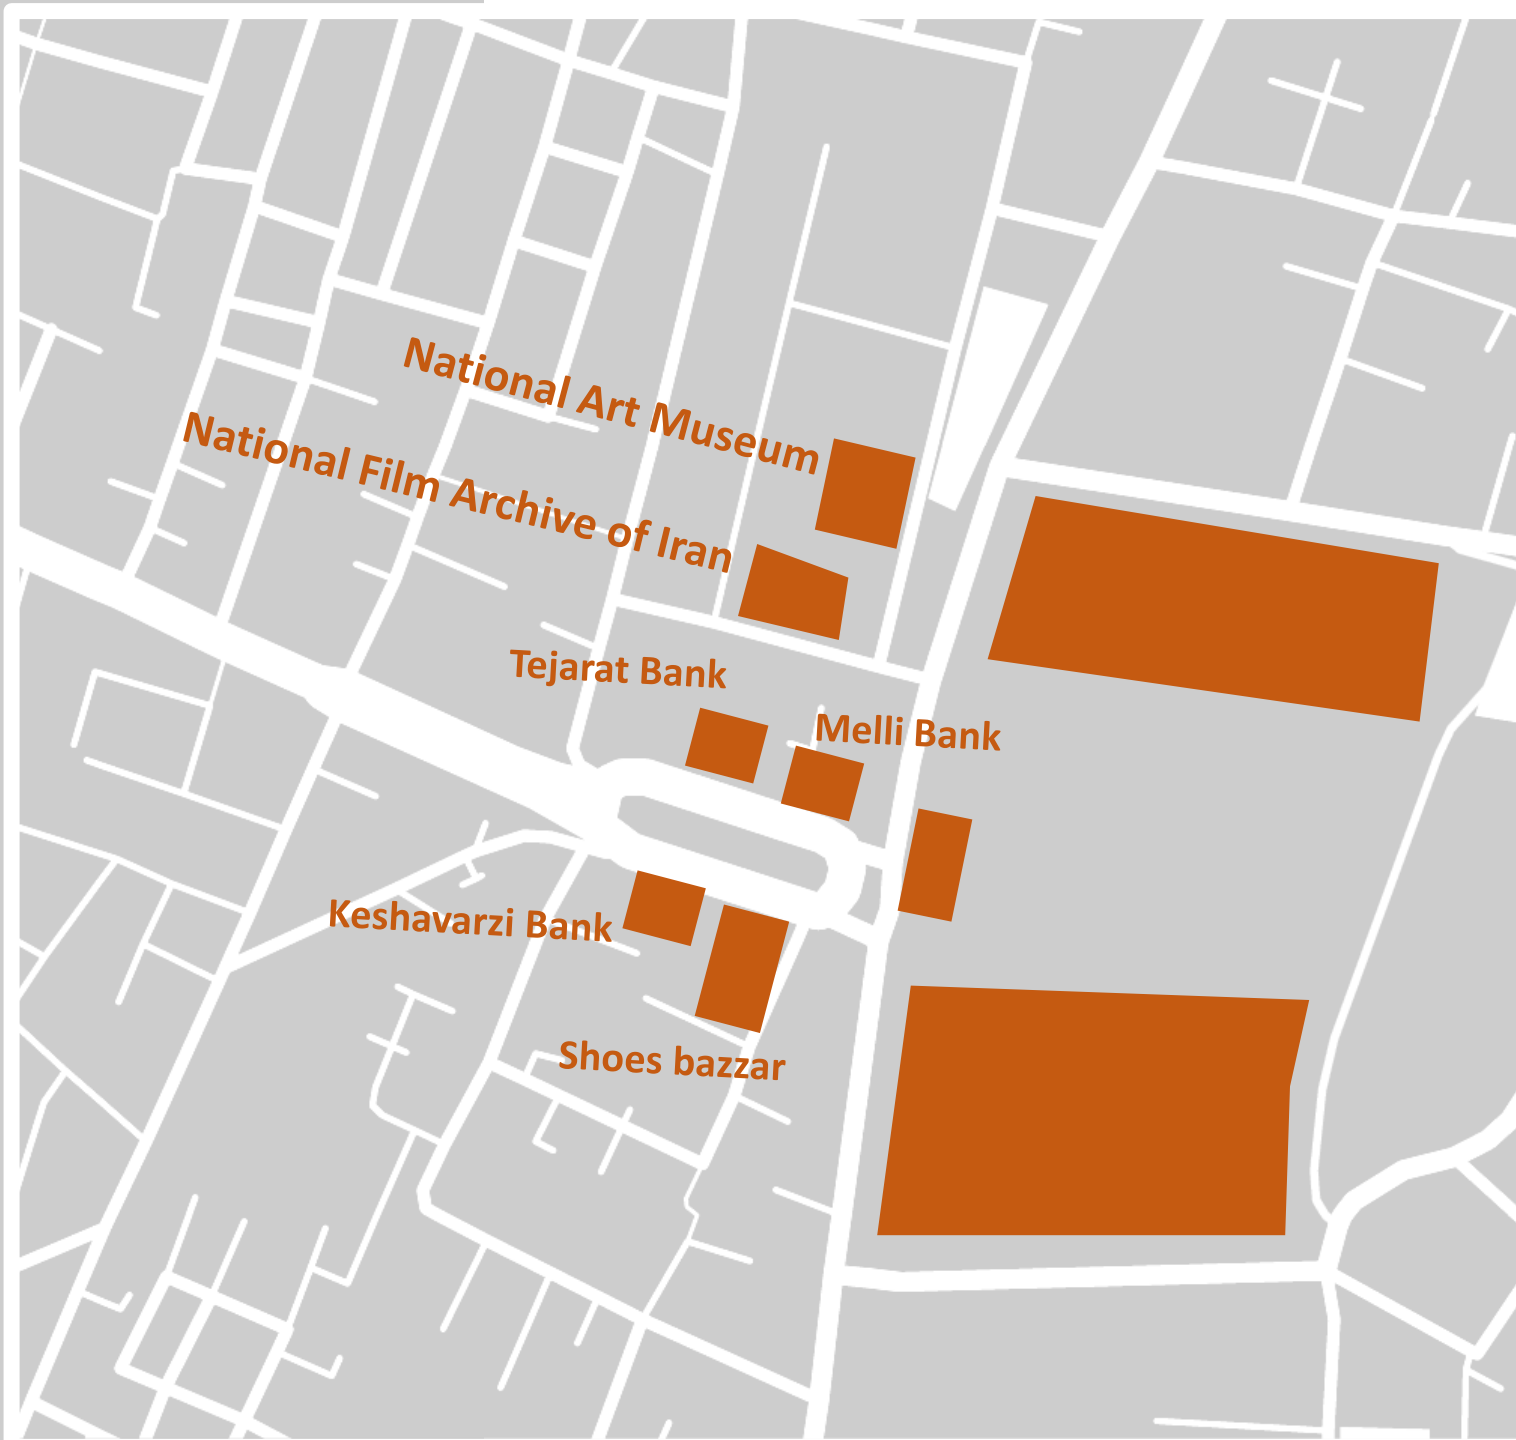 National Art Museum
National Film Archive of Iran
Tejarat Bank
Melli Bank
Keshavarzi Bank
Shoes bazzar